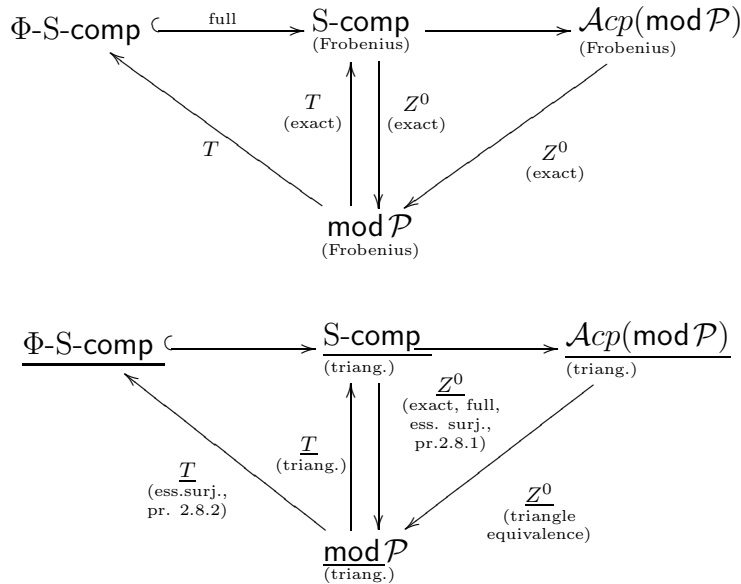 Φ-S-comp full S-comp 𝒜cp(mod 𝒫)
(Frobenius) (Frobenius)
T Z⁰
(exact) (exact)
T Z⁰
(exact)
mod 𝒫
(Frobenius)
Φ-S-comp S-comp 𝒜cp(mod 𝒫)
(triang.) (triang.)
Z⁰
(exact, full,
ess. surj.,
pr.2.8.1)
T
(triang.)
T
(ess.surj.,
pr. 2.8.2)
Z⁰
(triangle
equivalence)
mod 𝒫
(triang.)